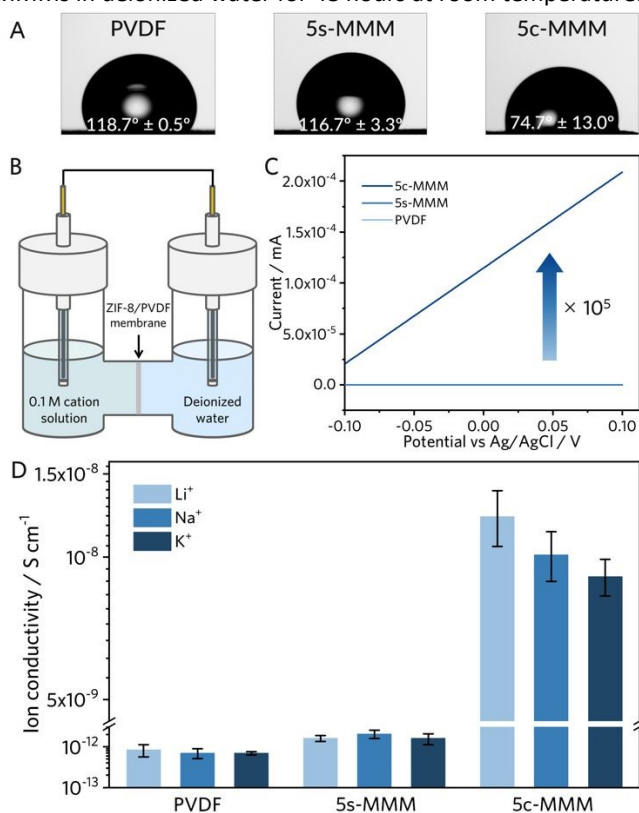 A
PVDF
5s-MMM
5c-MMM
118.7° ± 0.5°
116.7° ± 3.3°
74.7° ± 13.0°
B
ZIF-8/PVDF
membrane
0.1 M cation
solution
Deionized
water
C
Current / mA
2.0x10⁻⁴
1.5x10⁻⁴
1.0x10⁻⁴
5.0x10⁻⁵
0.0
5c-MMM
5s-MMM
PVDF
× 10⁵
-0.10
-0.05
0.00
0.05
0.10
Potential vs Ag/AgCl / V
D
Ion conductivity / S cm⁻¹
1.5x10⁻⁸
10⁻⁸
5x10⁻⁹
10⁻¹²
10⁻¹³
Li⁺
Na⁺
K⁺
PVDF
5s-MMM
5c-MMM